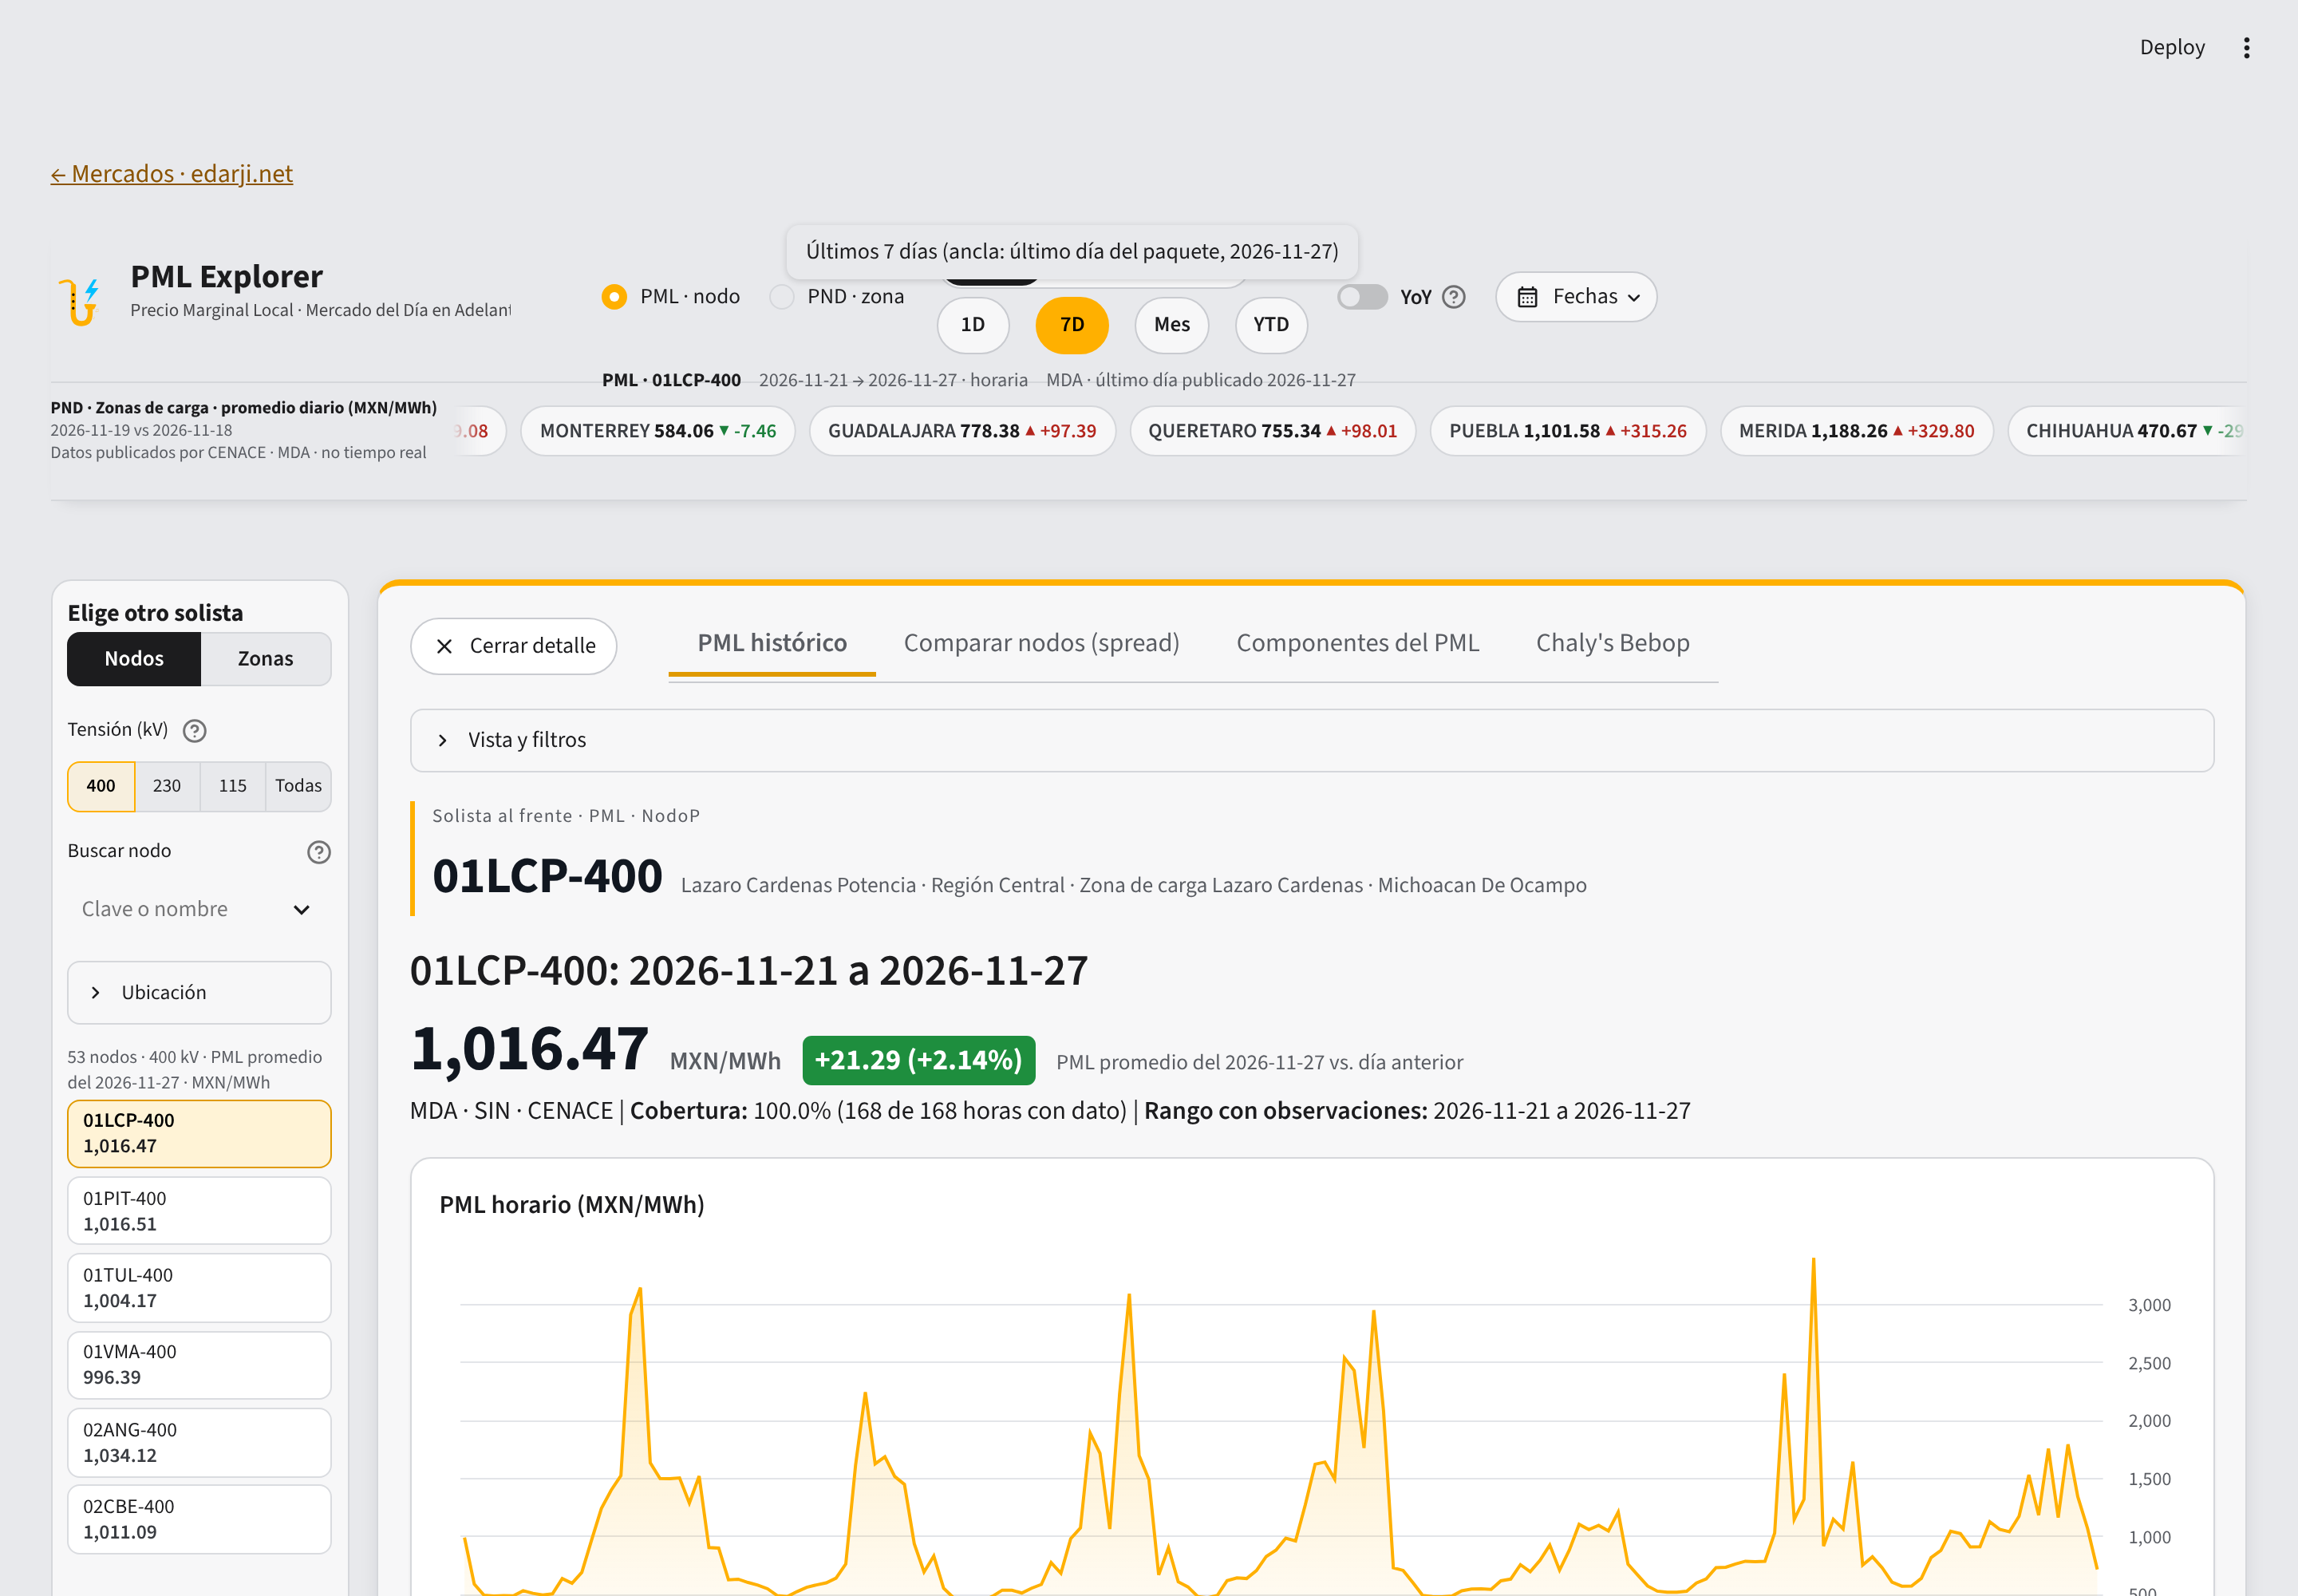 Deploy
← Mercados · edarji.net
Últimos 7 días (ancla: último día del paquete, 2026-11-27)
PML Explorer
Precio Marginal Local · Mercado del Día en
PML · nodo
PND · zona
1D
7D
Mes
YTD
YoY
Fechas
PML · 01LCP-400 2026-11-21 → 2026-11-27 · horaria MDA · último día publicado 2026-11-27
PND · Zonas de carga · promedio diario (MXN/MWh)
2026-11-19 vs 2026-11-18
Datos publicados por CENACE · MDA · no tiempo real
MONTERREY 584.06 ▼ -7.46
GUADALAJARA 778.38 ▲ +97.39
QUERETARO 755.34 ▲ +98.01
PUEBLA 1,101.58 ▲ +315.26
MERIDA 1,188.26 ▲ +329.80
CHIHUAHUA 470.67 ▼
Elige otro solista
Nodos
Zonas
Tensión (kV)
400
230
115
Todas
Buscar nodo
Clave o nombre
Ubicación
53 nodos · 400 kV · PML promedio
del 2026-11-27 · MXN/MWh
01LCP-400
1,016.47
01PIT-400
1,016.51
01TUL-400
1,004.17
01VMA-400
996.39
02ANG-400
1,034.12
02CBE-400
1,011.09
Cerrar detalle
PML histórico
Comparar nodos (spread)
Componentes del PML
Chaly's Bebop
Vista y filtros
Solista al frente · PML · NodoP
01LCP-400 Lazaro Cardenas Potencia · Región Central · Zona de carga Lazaro Cardenas · Michoacan De Ocampo
01LCP-400: 2026-11-21 a 2026-11-27
1,016.47 MXN/MWh +21.29 (+2.14%) PML promedio del 2026-11-27 vs. día anterior
MDA · SIN · CENACE | Cobertura: 100.0% (168 de 168 horas con dato) | Rango con observaciones: 2026-11-21 a 2026-11-27
PML horario (MXN/MWh)
3,000
2,500
2,000
1,500
1,000
500